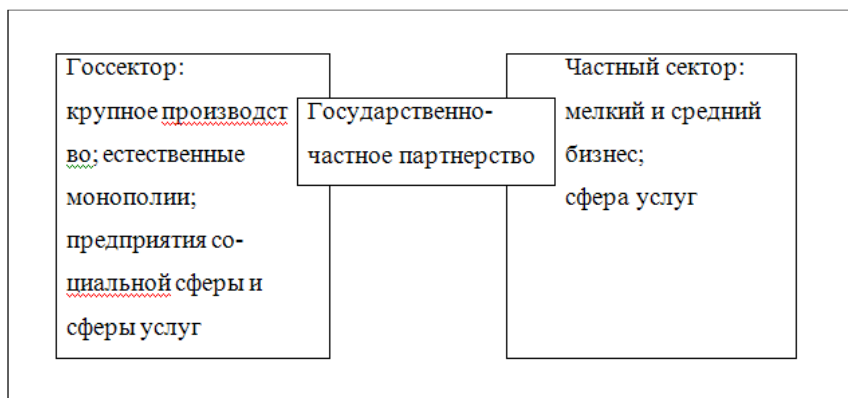 Госсектор:
крупное производст
во; естественные
монополии;
предприятия со-
циальной сферы и
сферы услуг
Государственно-
частное партнерство
Частный сектор:
мелкий и средний
бизнес;
сфера услуг